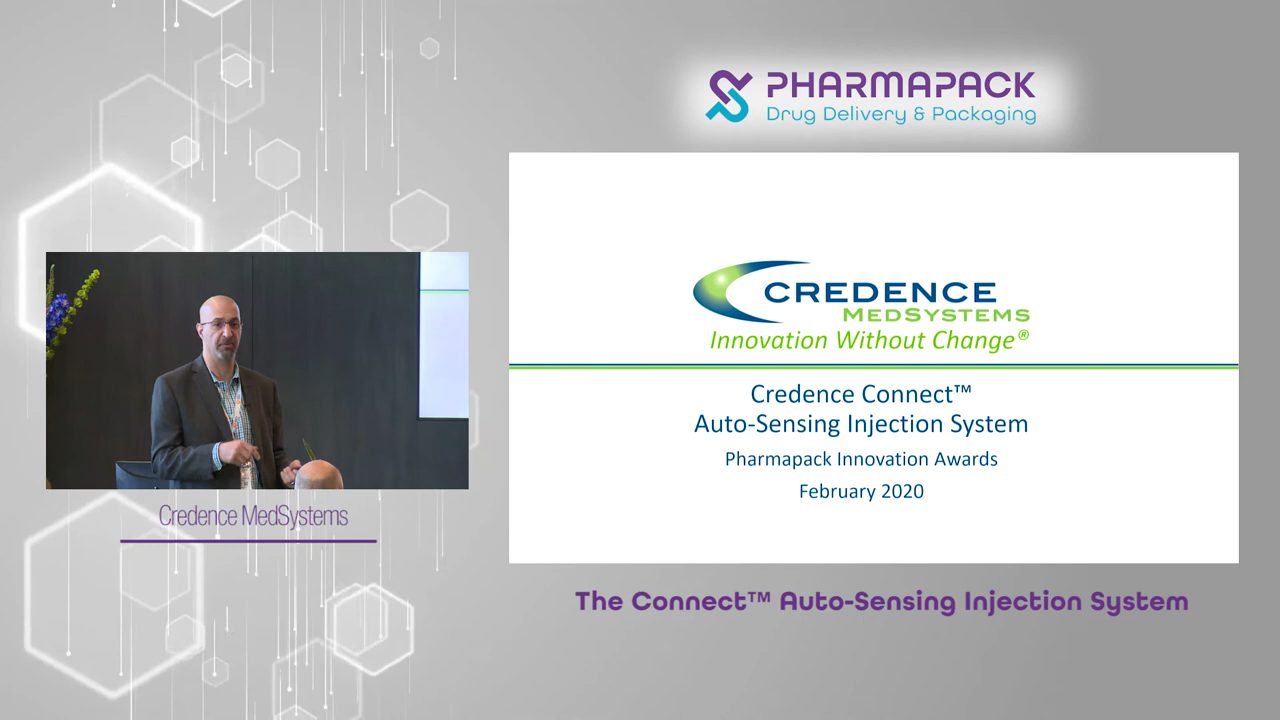 PHARMAPACK
Drug Delivery & Packaging
CREDENCE
MEDSYSTEMS
Innovation Without Change®
Credence Connect™
Auto-Sensing Injection System
Pharmapack Innovation Awards
February 2020
Credence MedSystems
The Connect™ Auto-Sensing Injection System